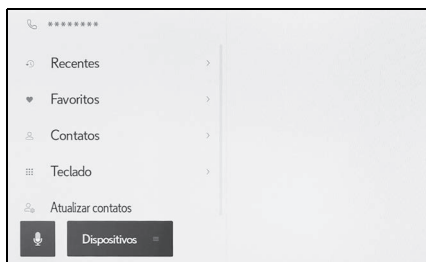 ********
Recentes
Favoritos
Contatos
Teclado
Atualizar contatos
Dispositivos